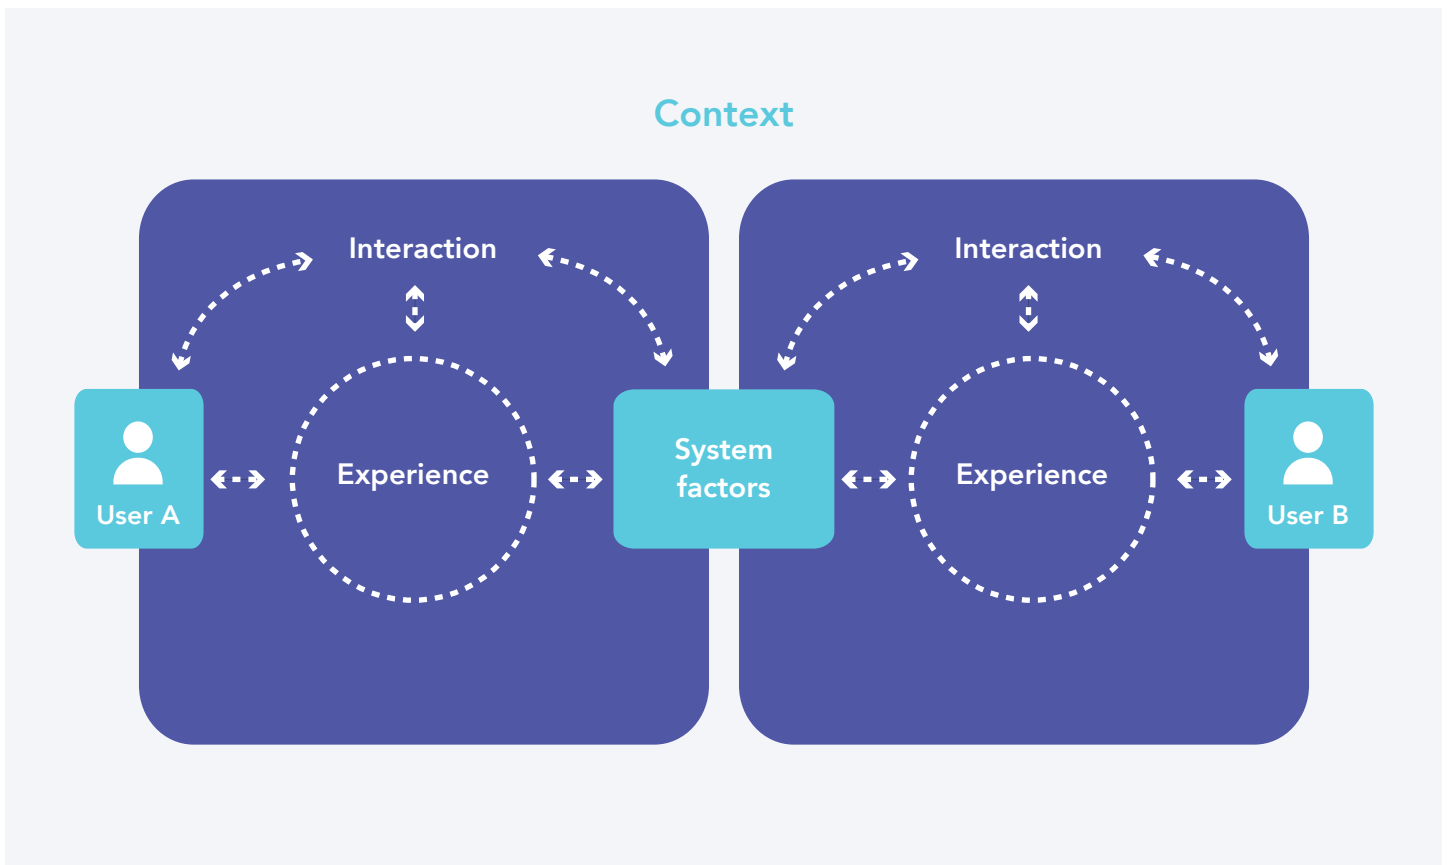 Context
Interaction
Interaction
Experience
System
factors
Experience
User A
User B